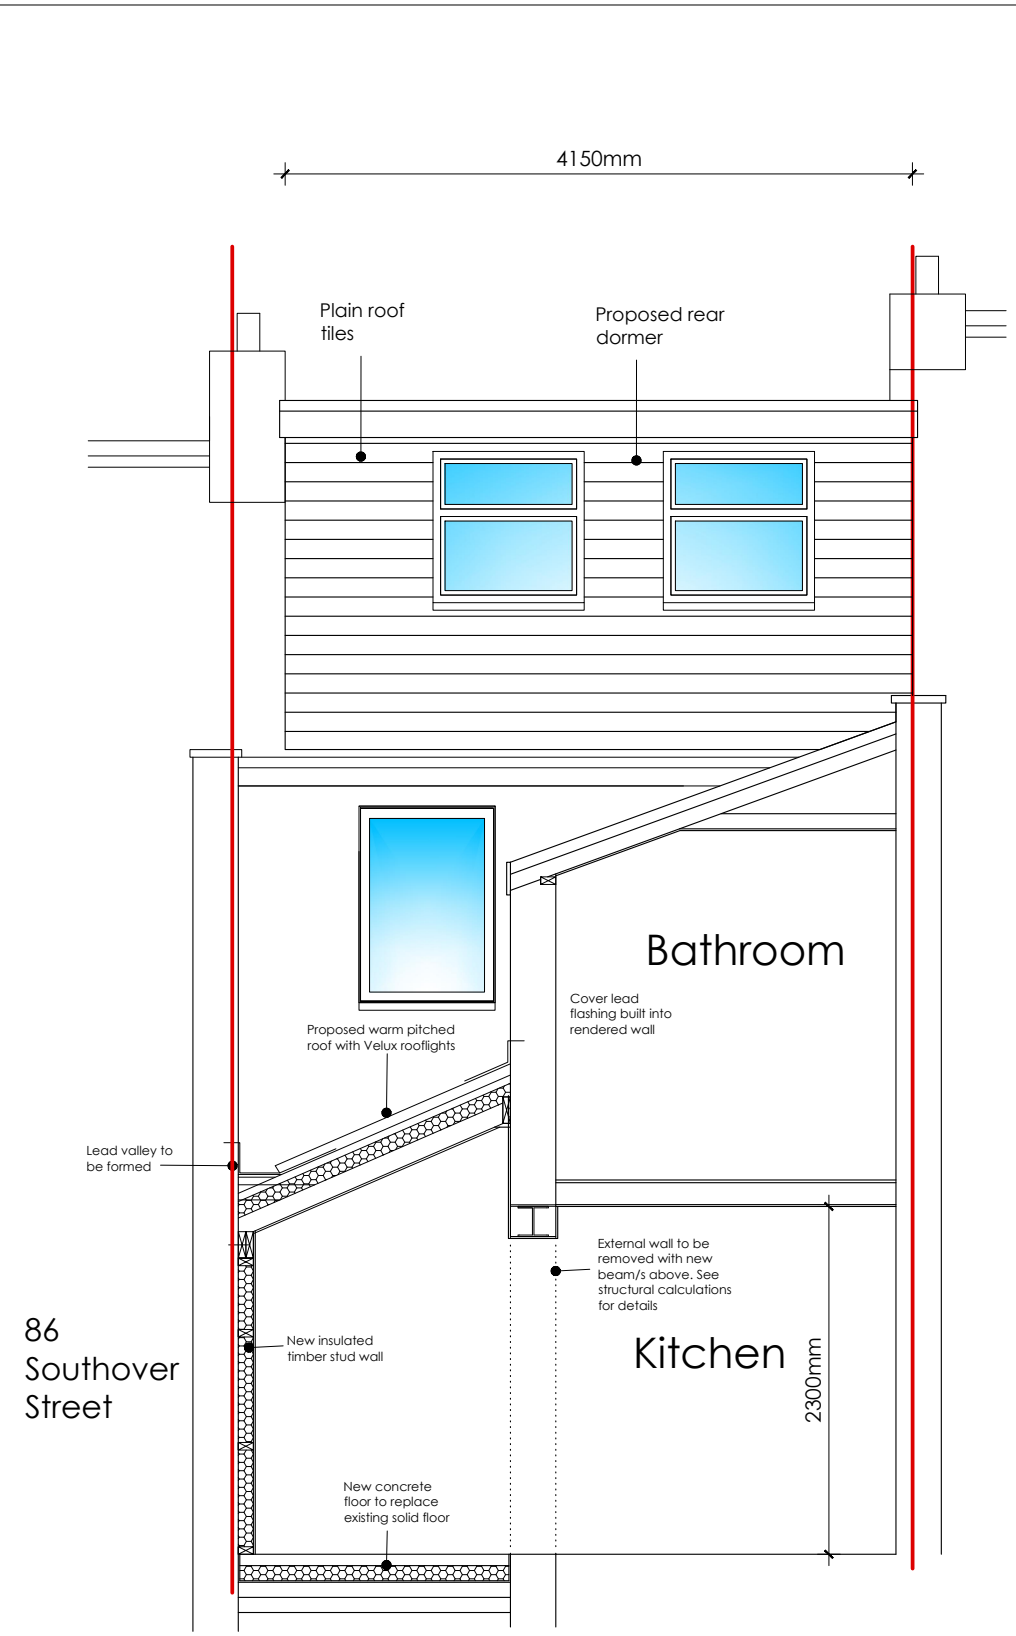 4150mm
Plain roof
tiles
Proposed rear
dormer
Bathroom
Cover lead
flashing built into
rendered wall
Proposed warm pitched
roof with Velux rooflights
Lead valley to
be formed
External wall to be
removed with new
beam/s above. See
structural calculations
for details
86
Southover
Street
New insulated
timber stud wall
Kitchen
2300mm
New concrete
floor to replace
existing solid floor